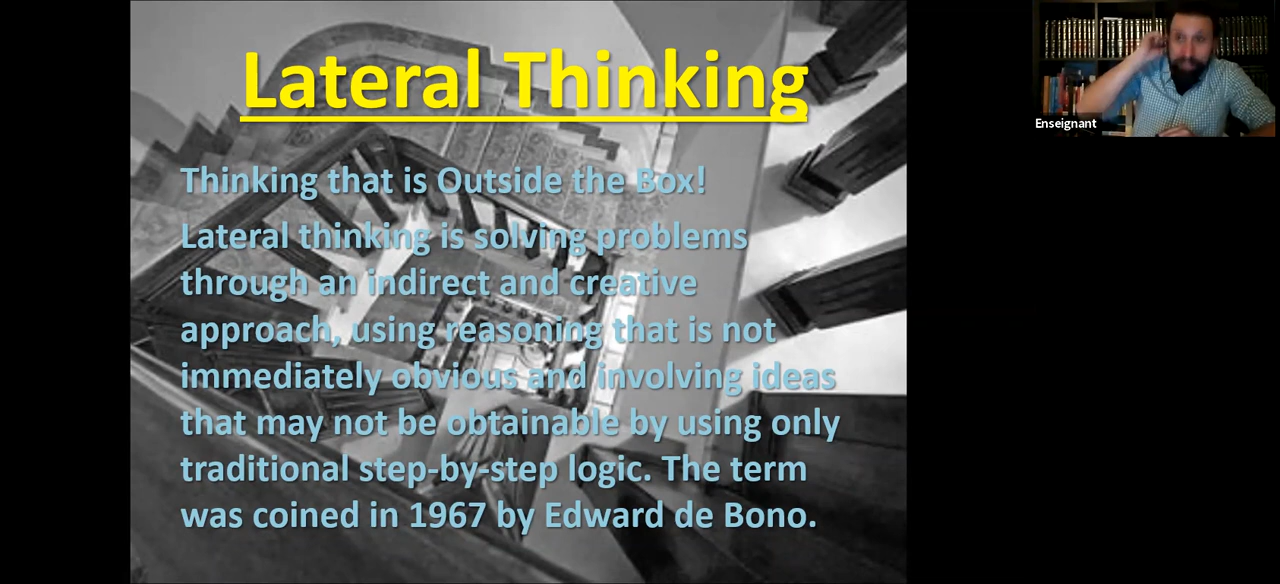 Lateral Thinking
Thinking that is Outside the Box!
Lateral thinking is solving problems
through an indirect and creative
approach, using reasoning that is not
immediately obvious and involving ideas
that may not be obtainable by using only
traditional step-by-step logic. The term
was coined in 1967 by Edward de Bono.
Enseignant